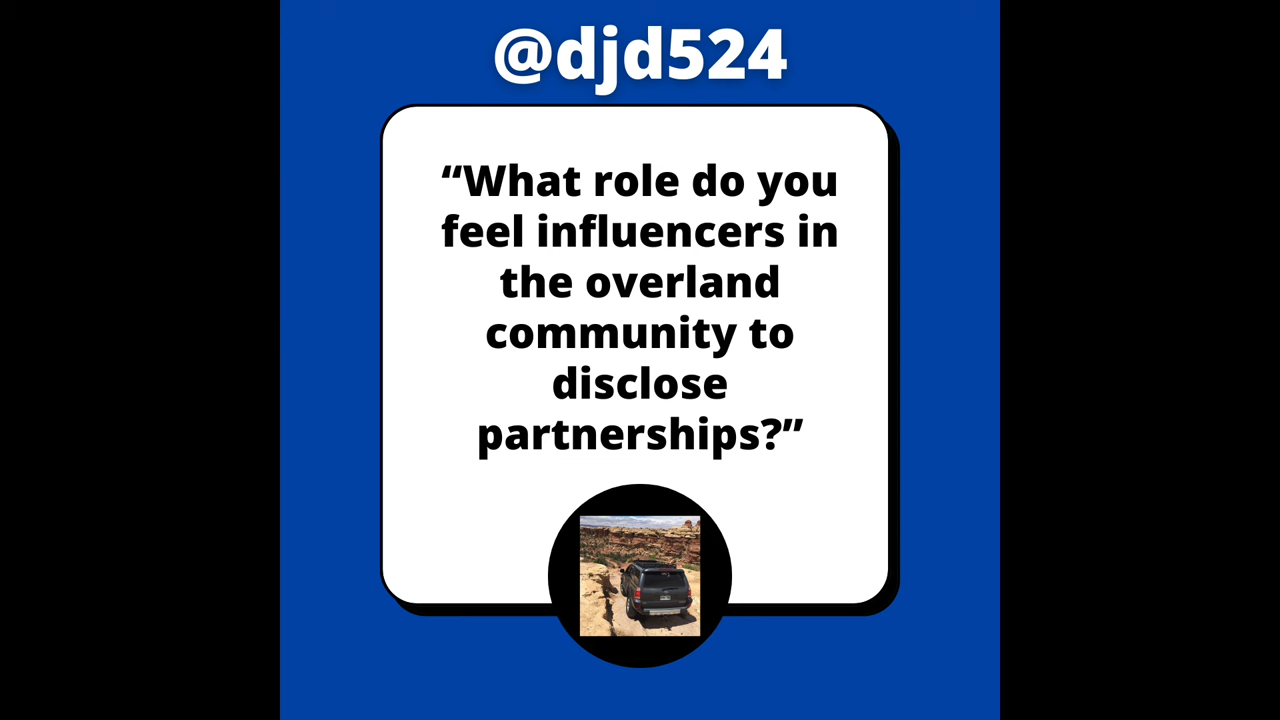 @djd524
“What role do you
feel influencers in
the overland
community to
disclose
partnerships?”